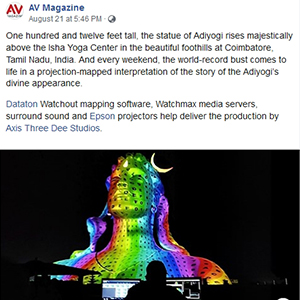 AV Magazine
AV MAGAZINE
August 21 at 5:46 PM ·
One hundred and twelve feet tall, the statue of Adiyogi rises majestically
above the Isha Yoga Center in the beautiful foothills at Coimbatore,
Tamil Nadu, India. And every weekend, the world-record bust comes to
life in a projection-mapped interpretation of the story of the Adiyogi's
divine appearance.
Dataton Watchout mapping software, Watchmax media servers,
surround sound and Epson projectors help deliver the production by
Axis Three Dee Studios.